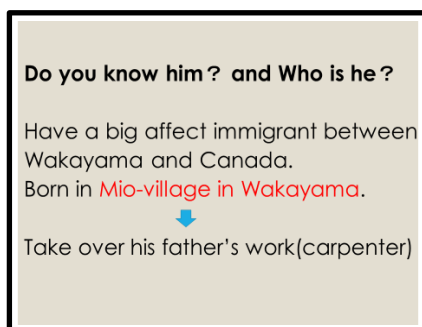 Do you know him？ and Who is he？
Have a big affect immigrant between
Wakayama and Canada.
Born in Mio-village in Wakayama.
Take over his father’s work(carpenter)